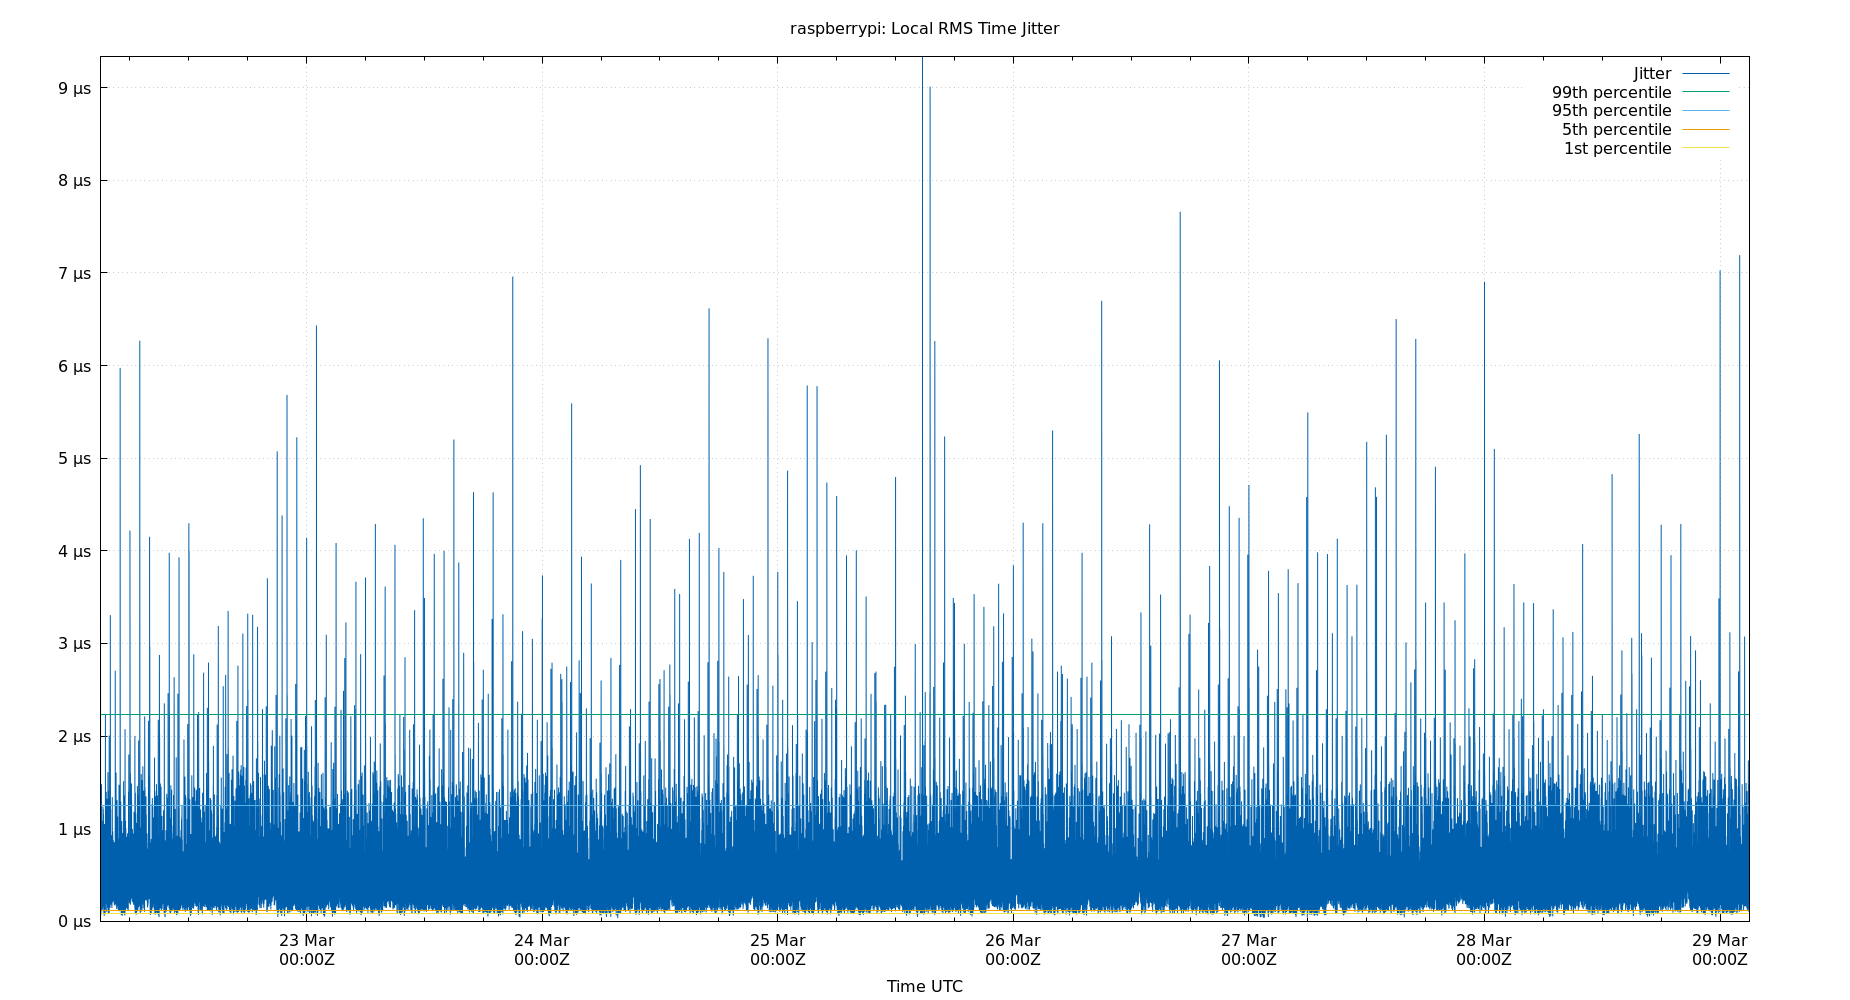 raspberrypi: Local RMS Time Jitter
Jitter
99th percentile
95th percentile
5th percentile
1st percentile
9 µs
8 µs
7 µs
6 µs
5 µs
4 µs
3 µs
2 µs
1 µs
0 µs
23 Mar 24 Mar 25 Mar 26 Mar 27 Mar 28 Mar 29 Mar
00:00Z 00:00Z 00:00Z 00:00Z 00:00Z 00:00Z 00:00Z
Time UTC